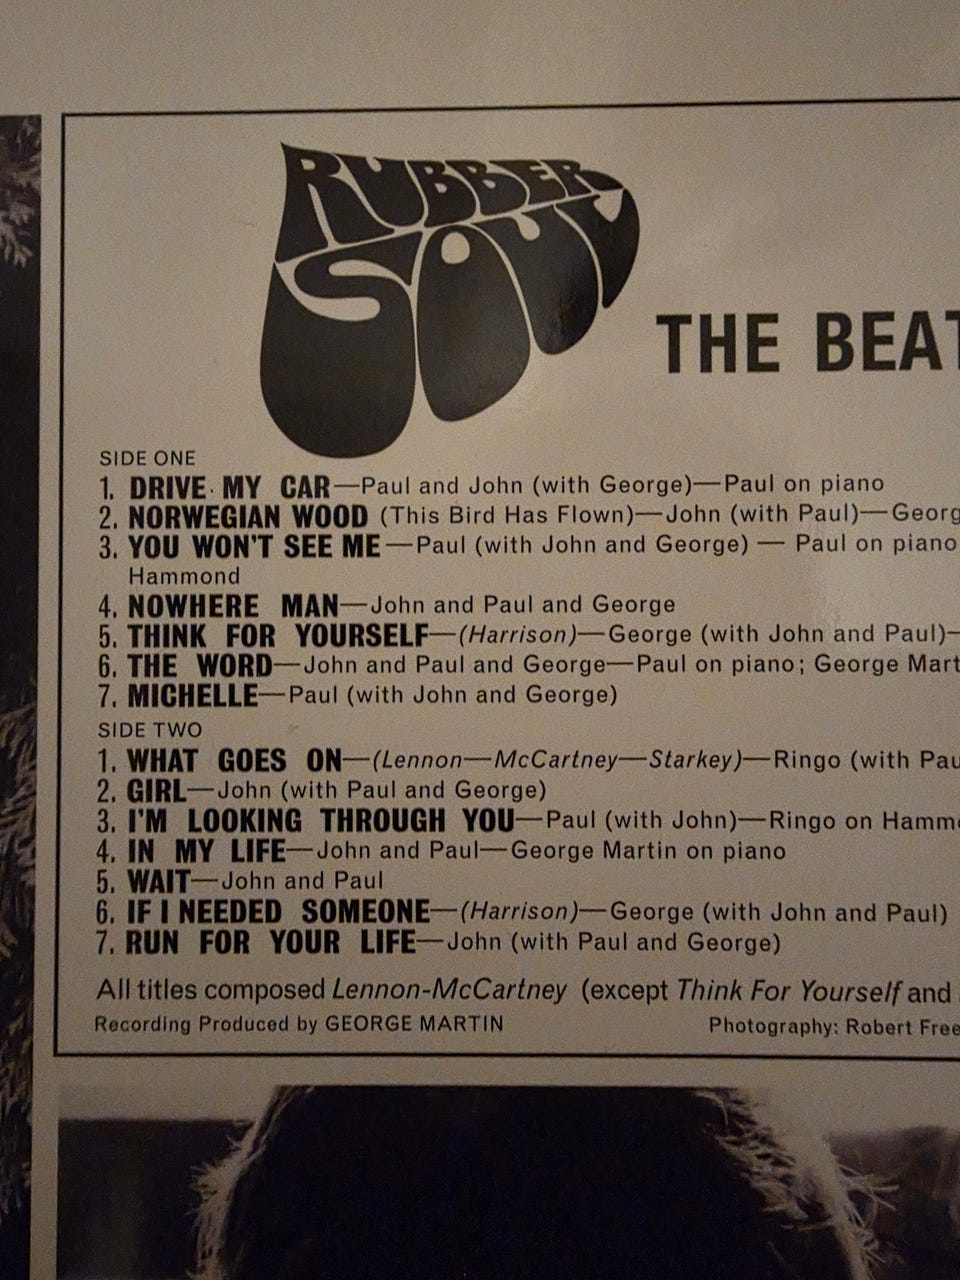 RUBBER
SOUL
THE BEAT
SIDE ONE
1. DRIVE MY CAR—Paul and John (with George)—Paul on piano
2. NORWEGIAN WOOD (This Bird Has Flown)—John (with Paul)—Georg
3. YOU WON'T SEE ME—Paul (with John and George) — Paul on piano
Hammond
4. NOWHERE MAN—John and Paul and George
5. THINK FOR YOURSELF—(Harrison)—George (with John and Paul)—
6. THE WORD—John and Paul and George—Paul on piano; George Mart
7. MICHELLE—Paul (with John and George)
SIDE TWO
1. WHAT GOES ON—(Lennon—McCartney—Starkey)—Ringo (with Pau
2. GIRL—John (with Paul and George)
3. I'M LOOKING THROUGH YOU—Paul (with John)—Ringo on Hamm
4. IN MY LIFE—John and Paul—George Martin on piano
5. WAIT—John and Paul
6. IF I NEEDED SOMEONE—(Harrison)—George (with John and Paul)
7. RUN FOR YOUR LIFE—John (with Paul and George)
All titles composed Lennon-McCartney (except Think For Yourself and
Recording Produced by GEORGE MARTIN
Photography: Robert Free